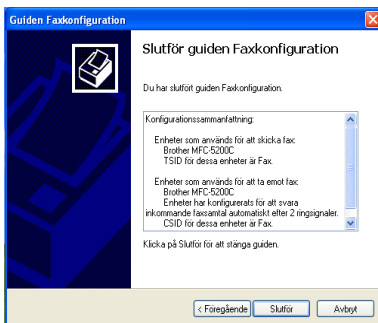 Guiden Faxkonfiguration
Slutför guiden Faxkonfiguration
Du har slutfört guiden Faxkonfiguration.
Konfigurationssammanfattning:
Enheter som används för att skicka fax:
Brother MFC-5200C
TSID för dessa enheter är Fax.
Enheter som används för att ta emot fax:
Brother MFC-5200C
Enheter har konfigurerats för att svara
inkommande faxsamtal automatiskt efter 2 ringsignaler.
CSID för dessa enheter är Fax.
Klicka på Slutför för att stänga guiden.
< Föregående Slutför Avbryt